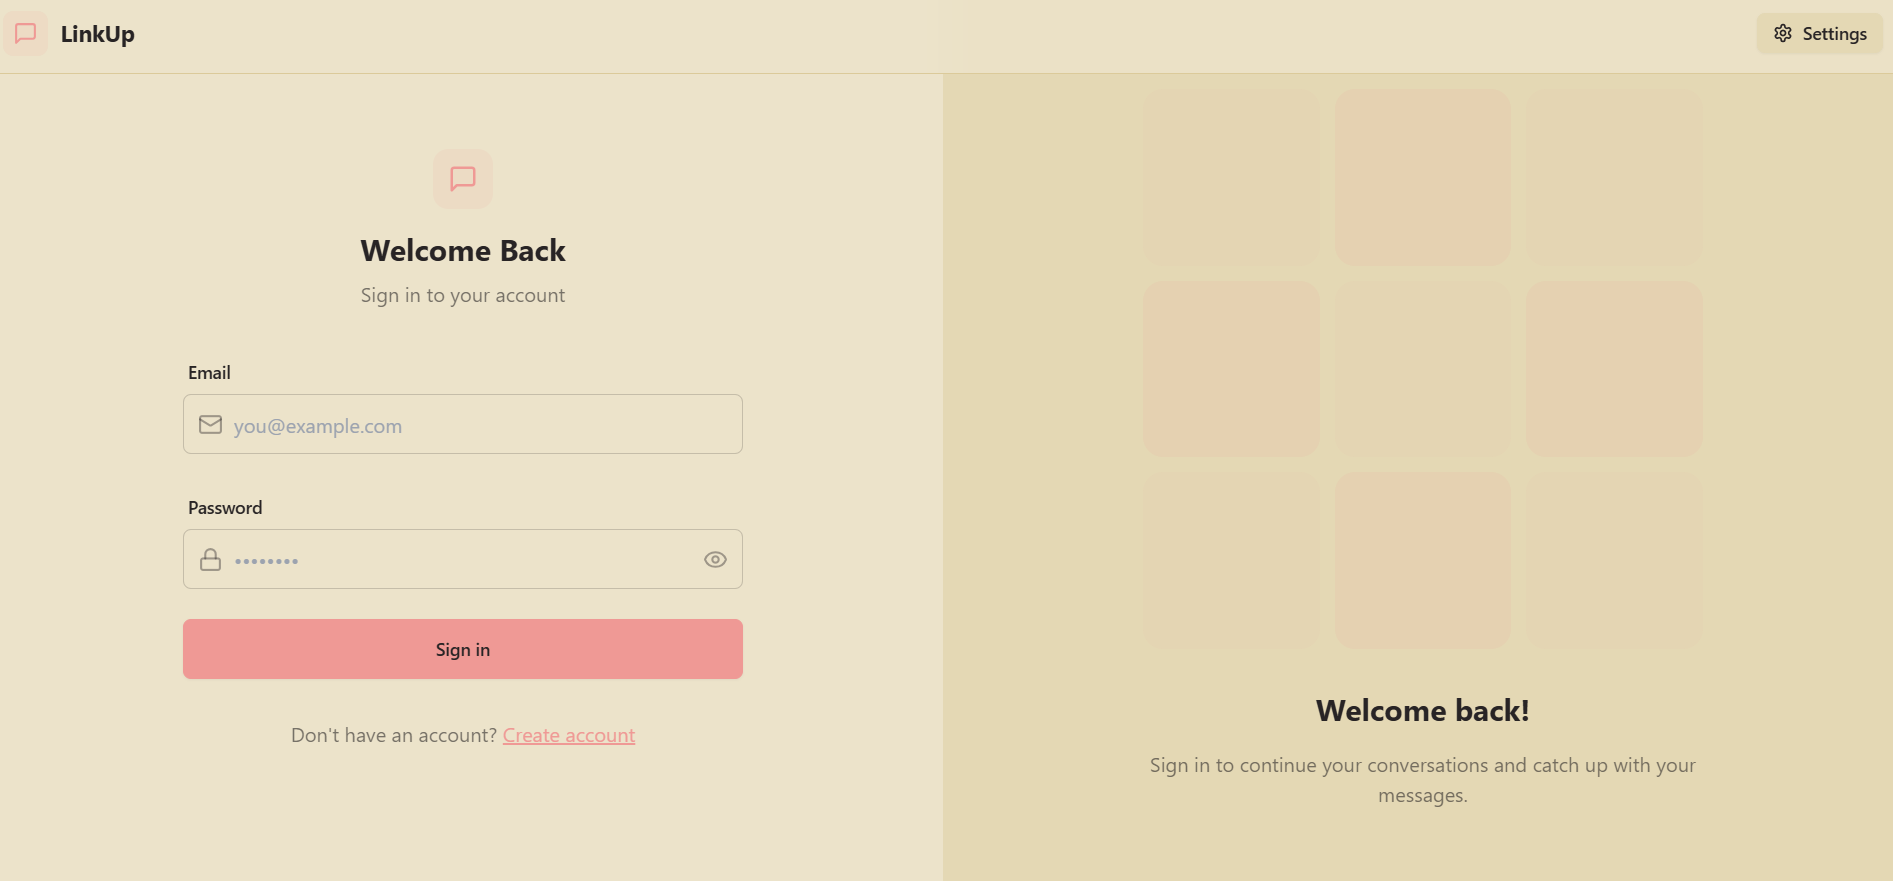 LinkUp
Settings
Welcome Back
Sign in to your account
Email
you@example.com
Password
••••••••
Sign in
Don't have an account? Create account
Welcome back!
Sign in to continue your conversations and catch up with your
messages.